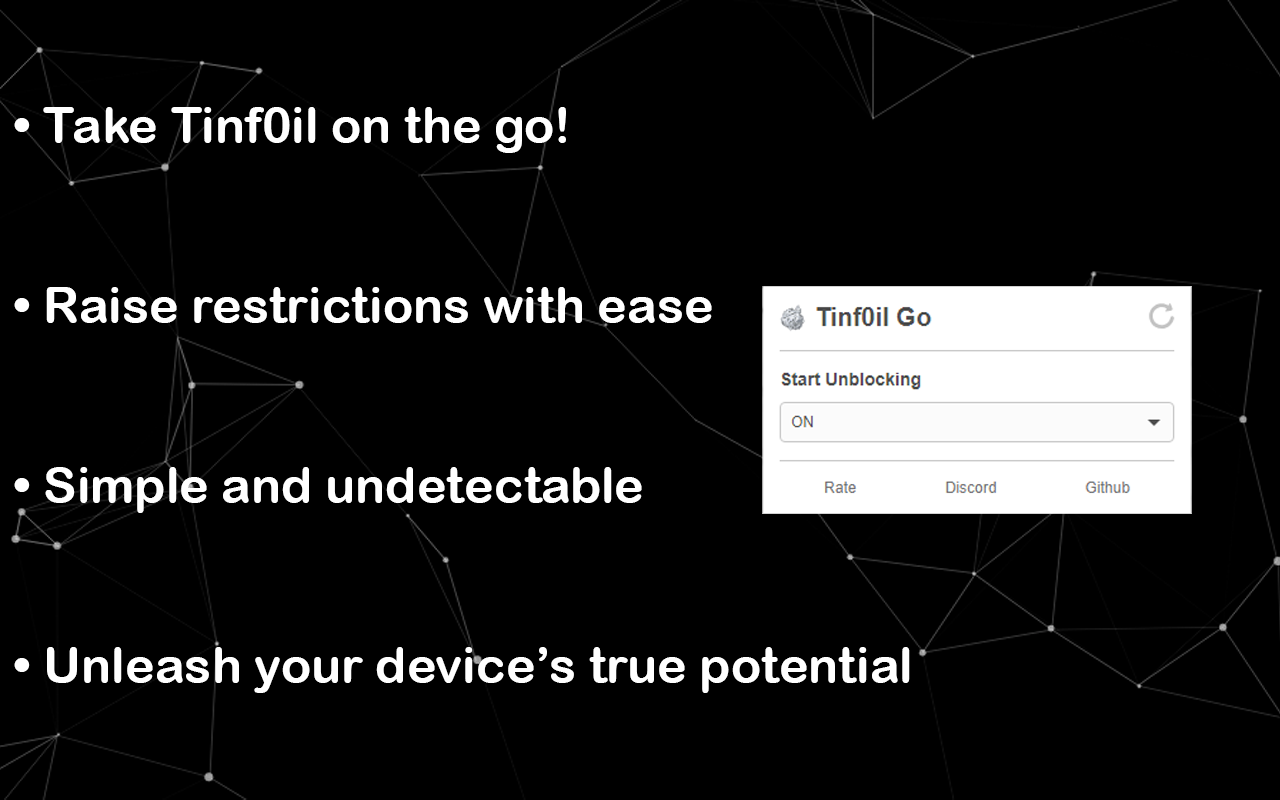 • Take Tinf0il on the go!
• Raise restrictions with ease
Tinf0il Go
Start Unblocking
ON
Rate Discord Github
• Simple and undetectable
• Unleash your device’s true potential